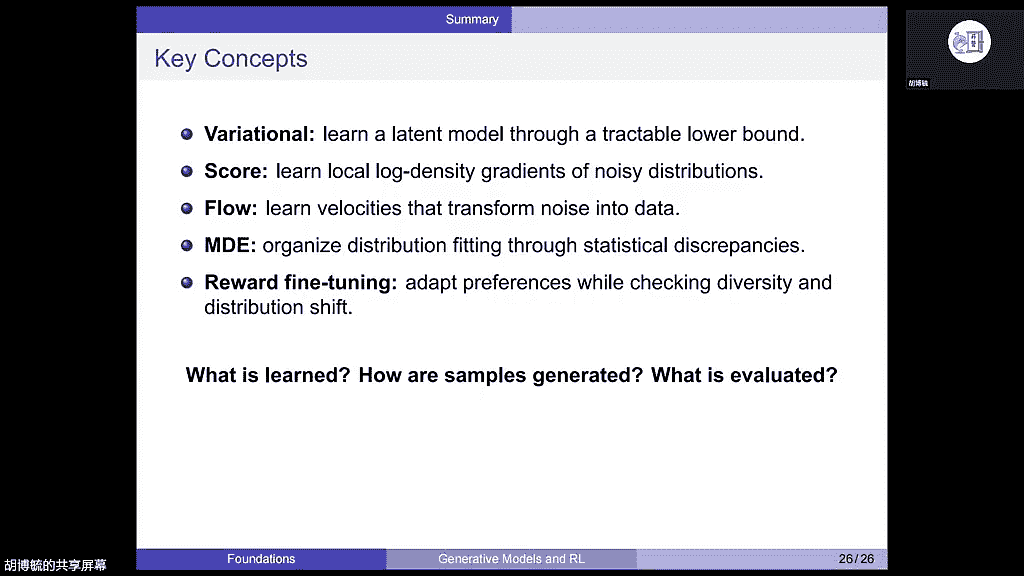 Summary
Key Concepts
Variational: learn a latent model through a tractable lower bound.
Score: learn local log-density gradients of noisy distributions.
Flow: learn velocities that transform noise into data.
MDE: organize distribution fitting through statistical discrepancies.
Reward fine-tuning: adapt preferences while checking diversity and
distribution shift.
What is learned? How are samples generated? What is evaluated?
Foundations
Generative Models and RL
26/26
胡博毓
胡博毓的共享屏幕